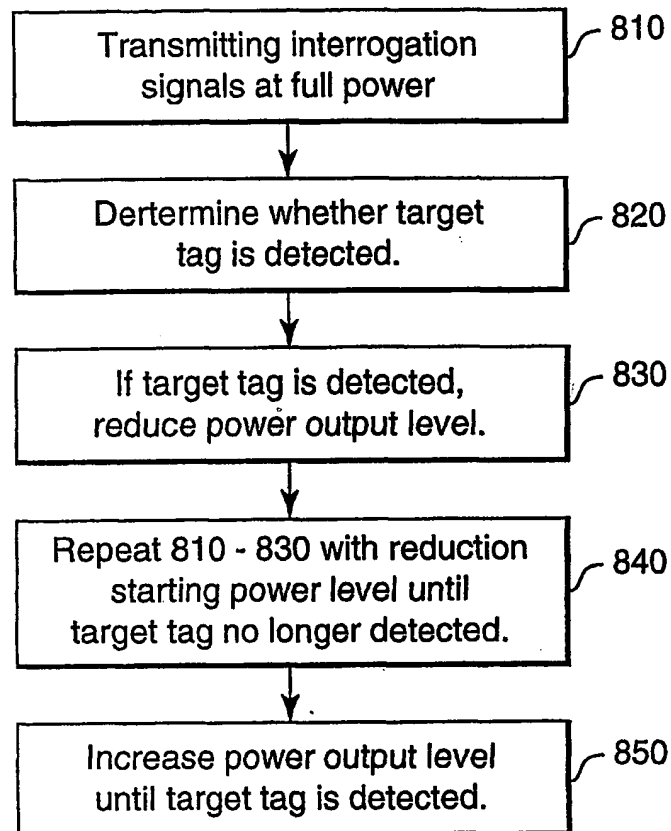 Transmitting interrogation
signals at full power
810
Dertermine whether target
tag is detected.
820
If target tag is detected,
reduce power output level.
830
Repeat 810 - 830 with reduction
starting power level until
target tag no longer detected.
840
Increase power output level
until target tag is detected.
850